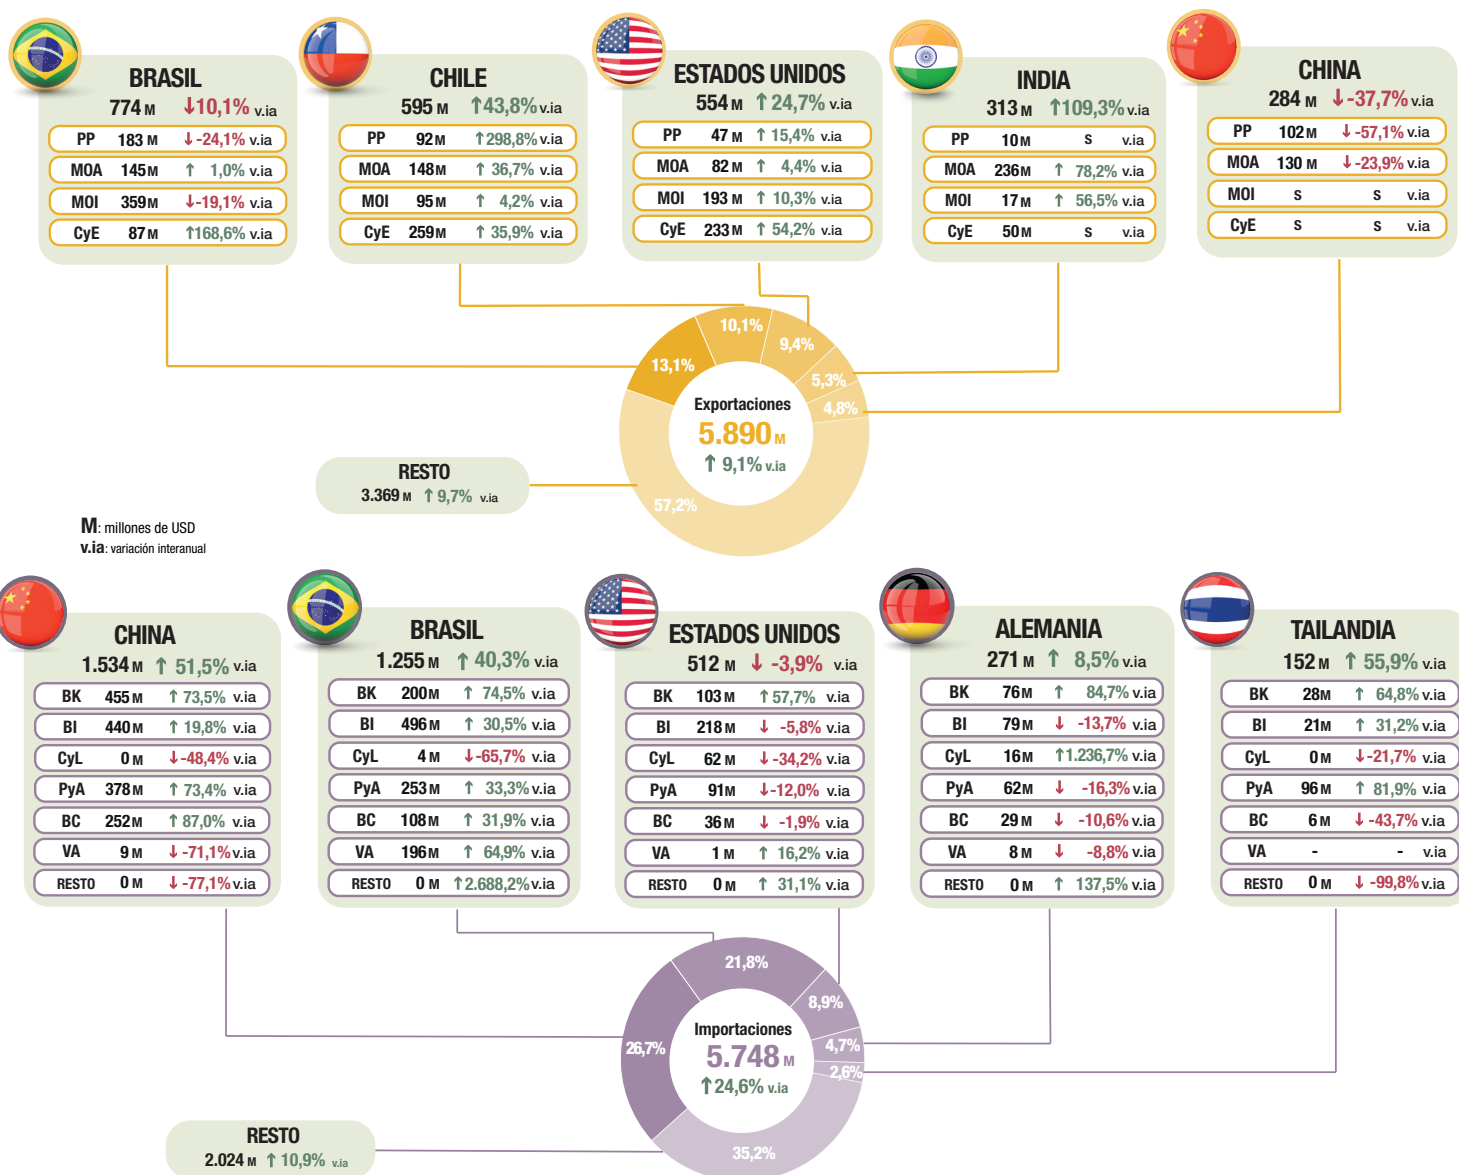 BRASIL
774 M ↓10,1% v.ia
PP 183 M ↓-24,1% v.ia
MOA 145 M ↑ 1,0% v.ia
MOI 359 M ↓-19,1% v.ia
CyE 87 M ↑168,6% v.ia
CHILE
595 M ↑43,8% v.ia
PP 92 M ↑298,8% v.ia
MOA 148 M ↑ 36,7% v.ia
MOI 95 M ↑ 4,2% v.ia
CyE 259 M ↑ 35,9% v.ia
ESTADOS UNIDOS
554 M ↑ 24,7% v.ia
PP 47 M ↑ 15,4% v.ia
MOA 82 M ↑ 4,4% v.ia
MOI 193 M ↑ 10,3% v.ia
CyE 233 M ↑ 54,2% v.ia
INDIA
313 M ↑109,3% v.ia
PP 10 M s v.ia
MOA 236 M ↑ 78,2% v.ia
MOI 17 M ↑ 56,5% v.ia
CyE 50 M s v.ia
CHINA
284 M ↓-37,7% v.ia
PP 102 M ↓-57,1% v.ia
MOA 130 M ↓-23,9% v.ia
MOI s s v.ia
CyE s s v.ia
13,1%
10,1%
9,4%
5,3%
4,8%
57,2%
Exportaciones
5.890 M
↑ 9,1% v.ia
RESTO
3.369 M ↑ 9,7% v.ia
M: millones de USD
v.ia: variación interanual
CHINA
1.534 M ↑ 51,5% v.ia
BK 455 M ↑ 73,5% v.ia
BI 440 M ↑ 19,8% v.ia
CyL 0 M ↓-48,4% v.ia
PyA 378 M ↑ 73,4% v.ia
BC 252 M ↑ 87,0% v.ia
VA 9 M ↓ -71,1% v.ia
RESTO 0 M ↓ -77,1% v.ia
BRASIL
1.255 M ↑ 40,3% v.ia
BK 200 M ↑ 74,5% v.ia
BI 496 M ↑ 30,5% v.ia
CyL 4 M ↓-65,7% v.ia
PyA 253 M ↑ 33,3% v.ia
BC 108 M ↑ 31,9% v.ia
VA 196 M ↑ 64,9% v.ia
RESTO 0 M ↑2.688,2% v.ia
ESTADOS UNIDOS
512 M ↓ -3,9% v.ia
BK 103 M ↑57,7% v.ia
BI 218 M ↓ -5,8% v.ia
CyL 62 M ↓-34,2% v.ia
PyA 91 M ↓-12,0% v.ia
BC 36 M ↓ -1,9% v.ia
VA 1 M ↑ 16,2% v.ia
RESTO 0 M ↑ 31,1% v.ia
ALEMANIA
271 M ↑ 8,5% v.ia
BK 76 M ↑ 84,7% v.ia
BI 79 M ↓ -13,7% v.ia
CyL 16 M ↑1.236,7% v.ia
PyA 62 M ↓ -16,3% v.ia
BC 29 M ↓ -10,6% v.ia
VA 8 M ↓ -8,8% v.ia
RESTO 0 M ↑ 137,5% v.ia
TAILANDIA
152 M ↑ 55,9% v.ia
BK 28 M ↑ 64,8% v.ia
BI 21 M ↑ 31,2% v.ia
CyL 0 M ↓-21,7% v.ia
PyA 96 M ↑ 81,9% v.ia
BC 6 M ↓ -43,7% v.ia
VA - - v.ia
RESTO 0 M ↓ -99,8% v.ia
26,7%
21,8%
8,9%
4,7%
2,6%
35,2%
Importaciones
5.748 M
↑24,6% v.ia
RESTO
2.024 M ↑ 10,9% v.ia